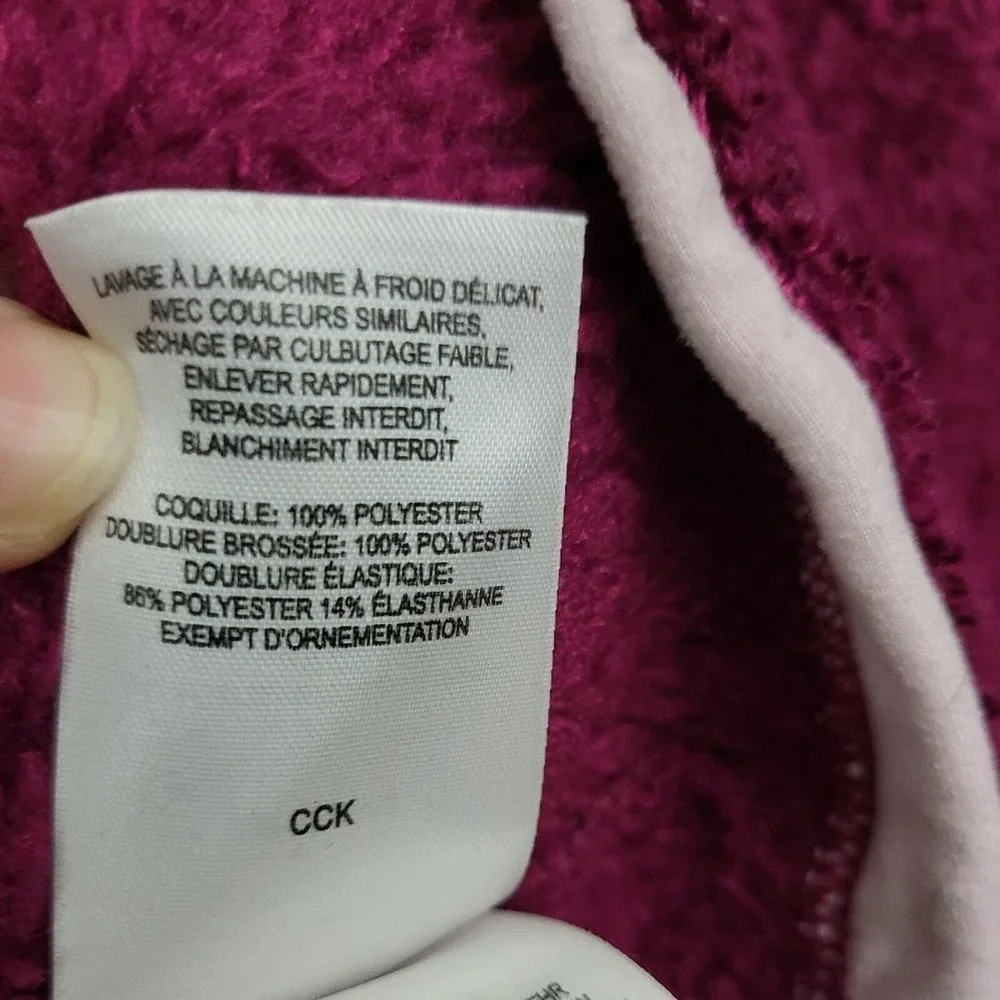 LAVAGE À LA MACHINE À FROID DÉLICAT,
AVEC COULEURS SIMILAIRES,
SÉCHAGE PAR CULBUTAGE FAIBLE,
ENLEVER RAPIDEMENT,
REPASSAGE INTERDIT,
BLANCHIMENT INTERDIT
COQUILLE: 100% POLYESTER
DOUBLURE BROSSÉE: 100% POLYESTER
DOUBLURE ÉLASTIQUE:
86% POLYESTER 14% ÉLASTHANNE
EXEMPT D'ORNEMENTATION
CCK